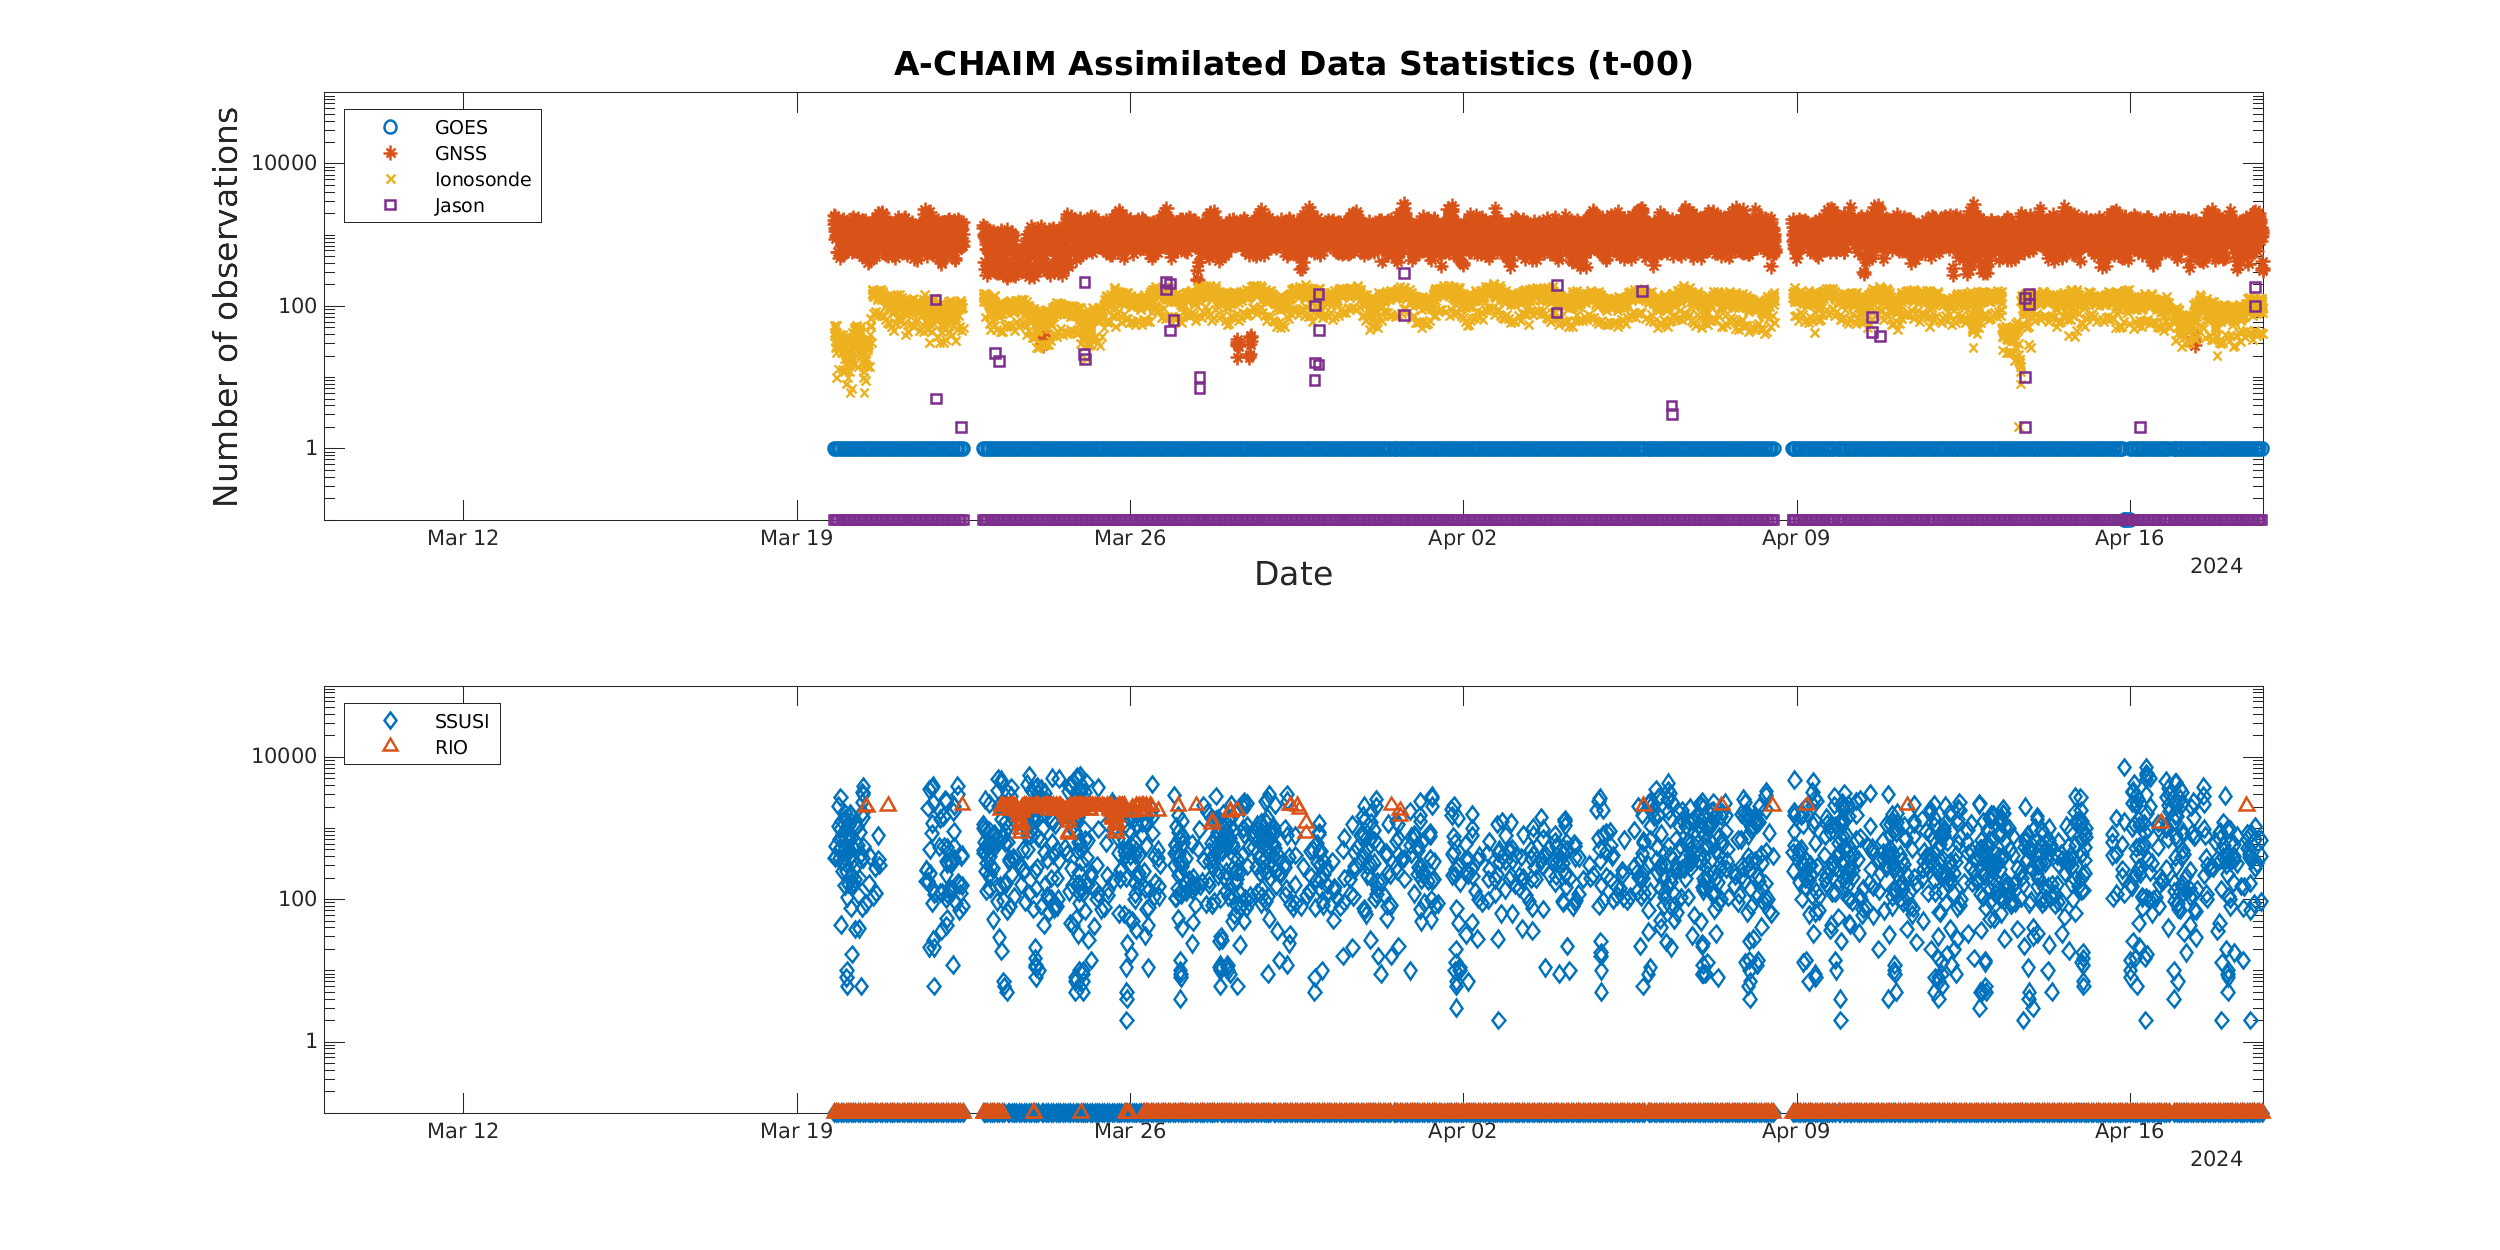 A-CHAIM Assimilated Data Statistics (t-00)
Number of observations
10000
100
1
GOES
GNSS
Ionosonde
Jason
Mar 12
Mar 19
Mar 26
Apr 02
Apr 09
Apr 16
2024
Date
10000
100
1
SSUSI
RIO
Mar 12
Mar 19
Mar 26
Apr 02
Apr 09
Apr 16
2024